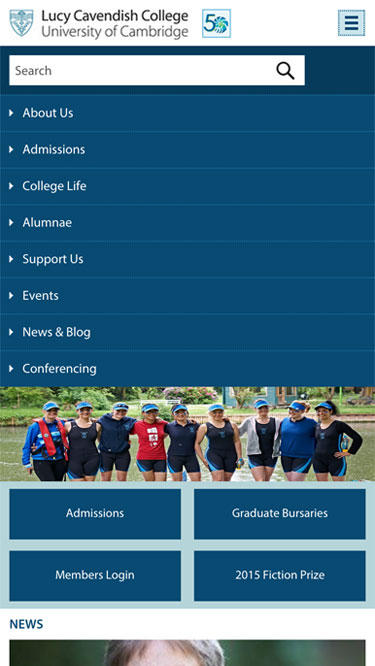 Lucy Cavendish College
University of Cambridge
50
Search
About Us
Admissions
College Life
Alumnae
Support Us
Events
News & Blog
Conferencing
Admissions
Graduate Bursaries
Members Login
2015 Fiction Prize
NEWS